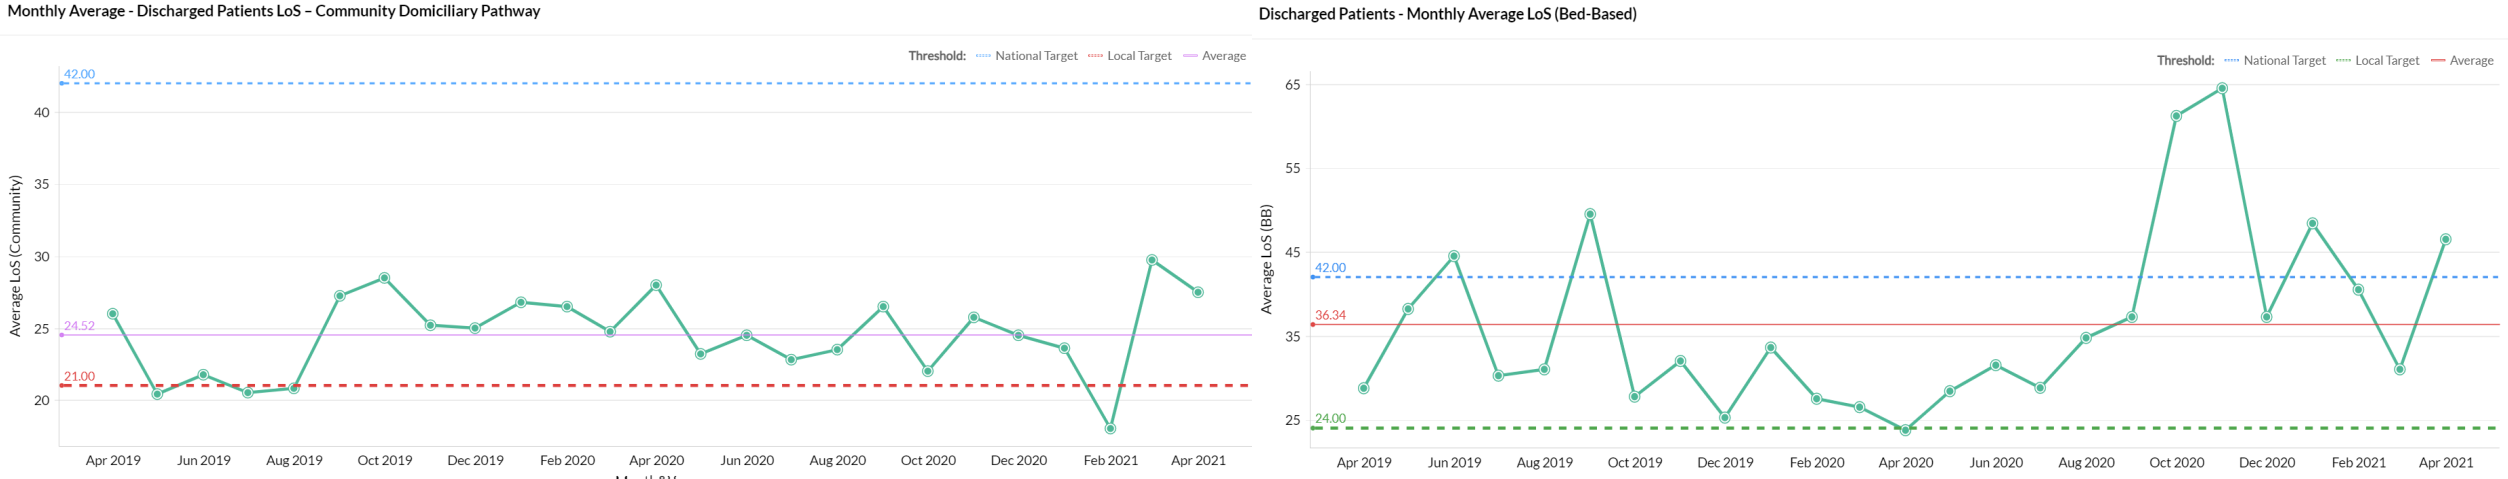 Monthly Average - Discharged Patients LoS – Community Domiciliary Pathway
Threshold: National Target Local Target Average
42.00
40
35
30
25
20
24.52
21.00
Average LoS (Community)
Apr 2019 Jun 2019 Aug 2019 Oct 2019 Dec 2019 Feb 2020 Apr 2020 Jun 2020 Aug 2020 Oct 2020 Dec 2020 Feb 2021 Apr 2021
Discharged Patients - Monthly Average LoS (Bed-Based)
Threshold: National Target Local Target Average
65
55
45
42.00
36.34
35
25
24.00
Average LoS (BB)
Apr 2019 Jun 2019 Aug 2019 Oct 2019 Dec 2019 Feb 2020 Apr 2020 Jun 2020 Aug 2020 Oct 2020 Dec 2020 Feb 2021 Apr 2021